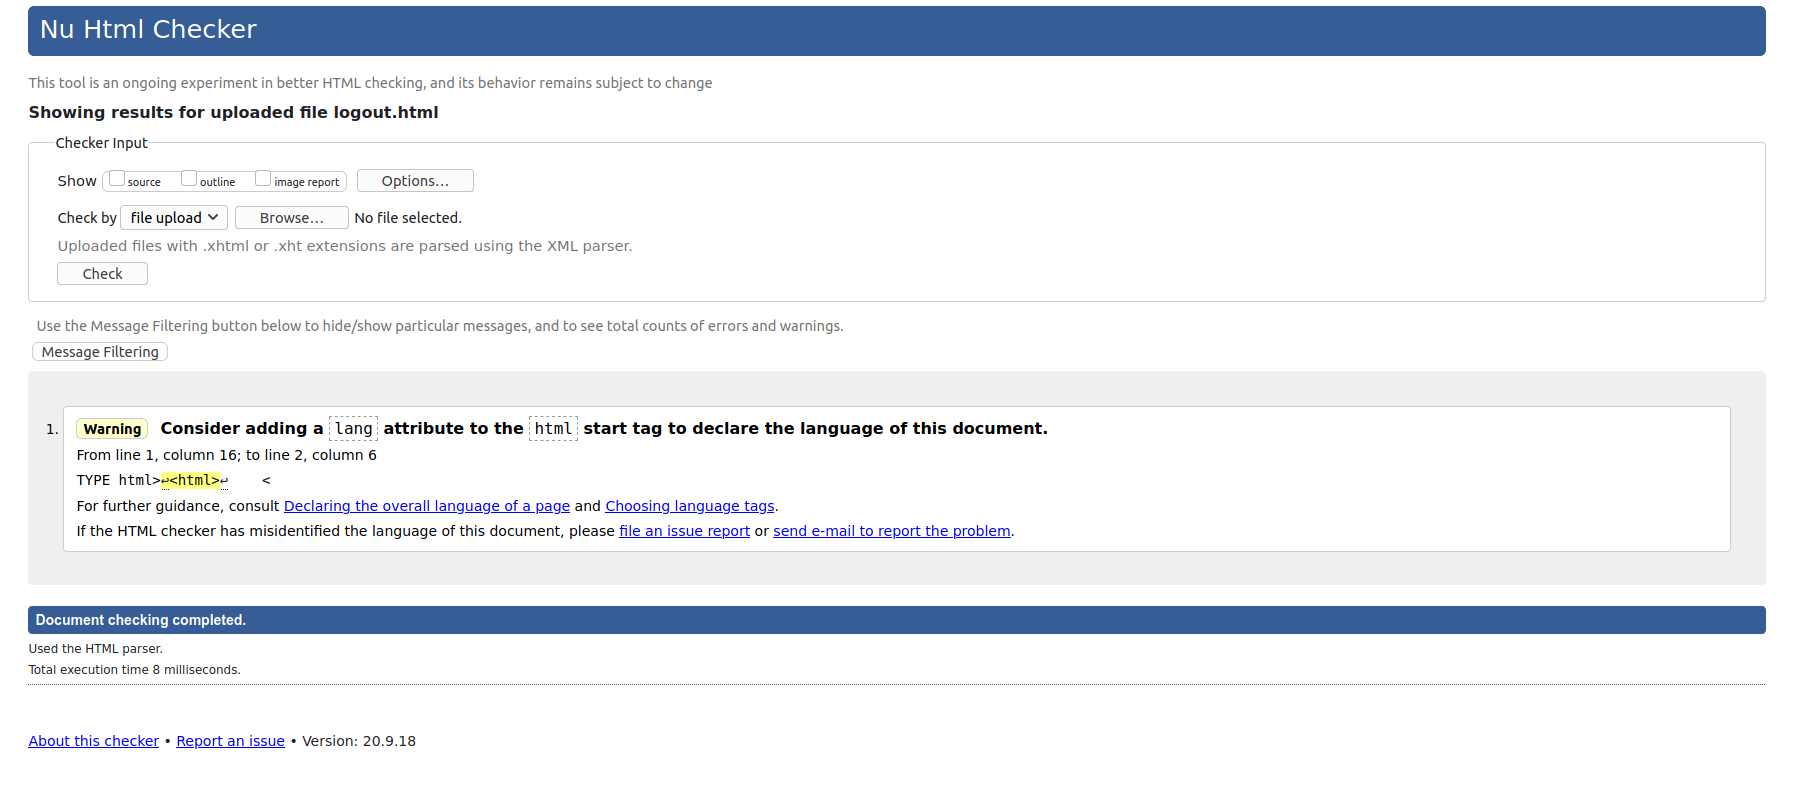 Nu Html Checker
This tool is an ongoing experiment in better HTML checking, and its behavior remains subject to change
Showing results for uploaded file logout.html
Checker Input
Show source outline image report Options...
Check by file upload Browse... No file selected.
Uploaded files with .xhtml or .xht extensions are parsed using the XML parser.
Check
Use the Message Filtering button below to hide/show particular messages, and to see total counts of errors and warnings.
Message Filtering
1. Warning Consider adding a lang attribute to the html start tag to declare the language of this document.
From line 1, column 16; to line 2, column 6
TYPE html>↩<html>↩    <
For further guidance, consult Declaring the overall language of a page and Choosing language tags.
If the HTML checker has misidentified the language of this document, please file an issue report or send e-mail to report the problem.
Document checking completed.
Used the HTML parser.
Total execution time 8 milliseconds.
About this checker • Report an issue • Version: 20.9.18